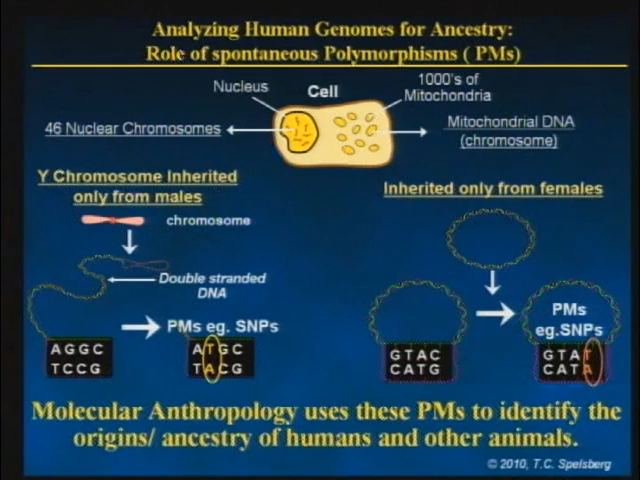 Analyzing Human Genomes for Ancestry:
Role of spontaneous Polymorphisms ( PMs)
Nucleus
Cell
1000's of
Mitochondria
46 Nuclear Chromosomes
Mitochondrial DNA
(chromosome)
Y Chromosome Inherited
only from males
Inherited only from females
chromosome
Double stranded
DNA
PMs eg. SNPs
PMs
eg.SNPs
AGGC
TCCG
ATGC
TACG
GTAC
CATG
GTAT
CATA
Molecular Anthropology uses these PMs to identify the
origins/ ancestry of humans and other animals.
© 2010, T.C. Spelsberg